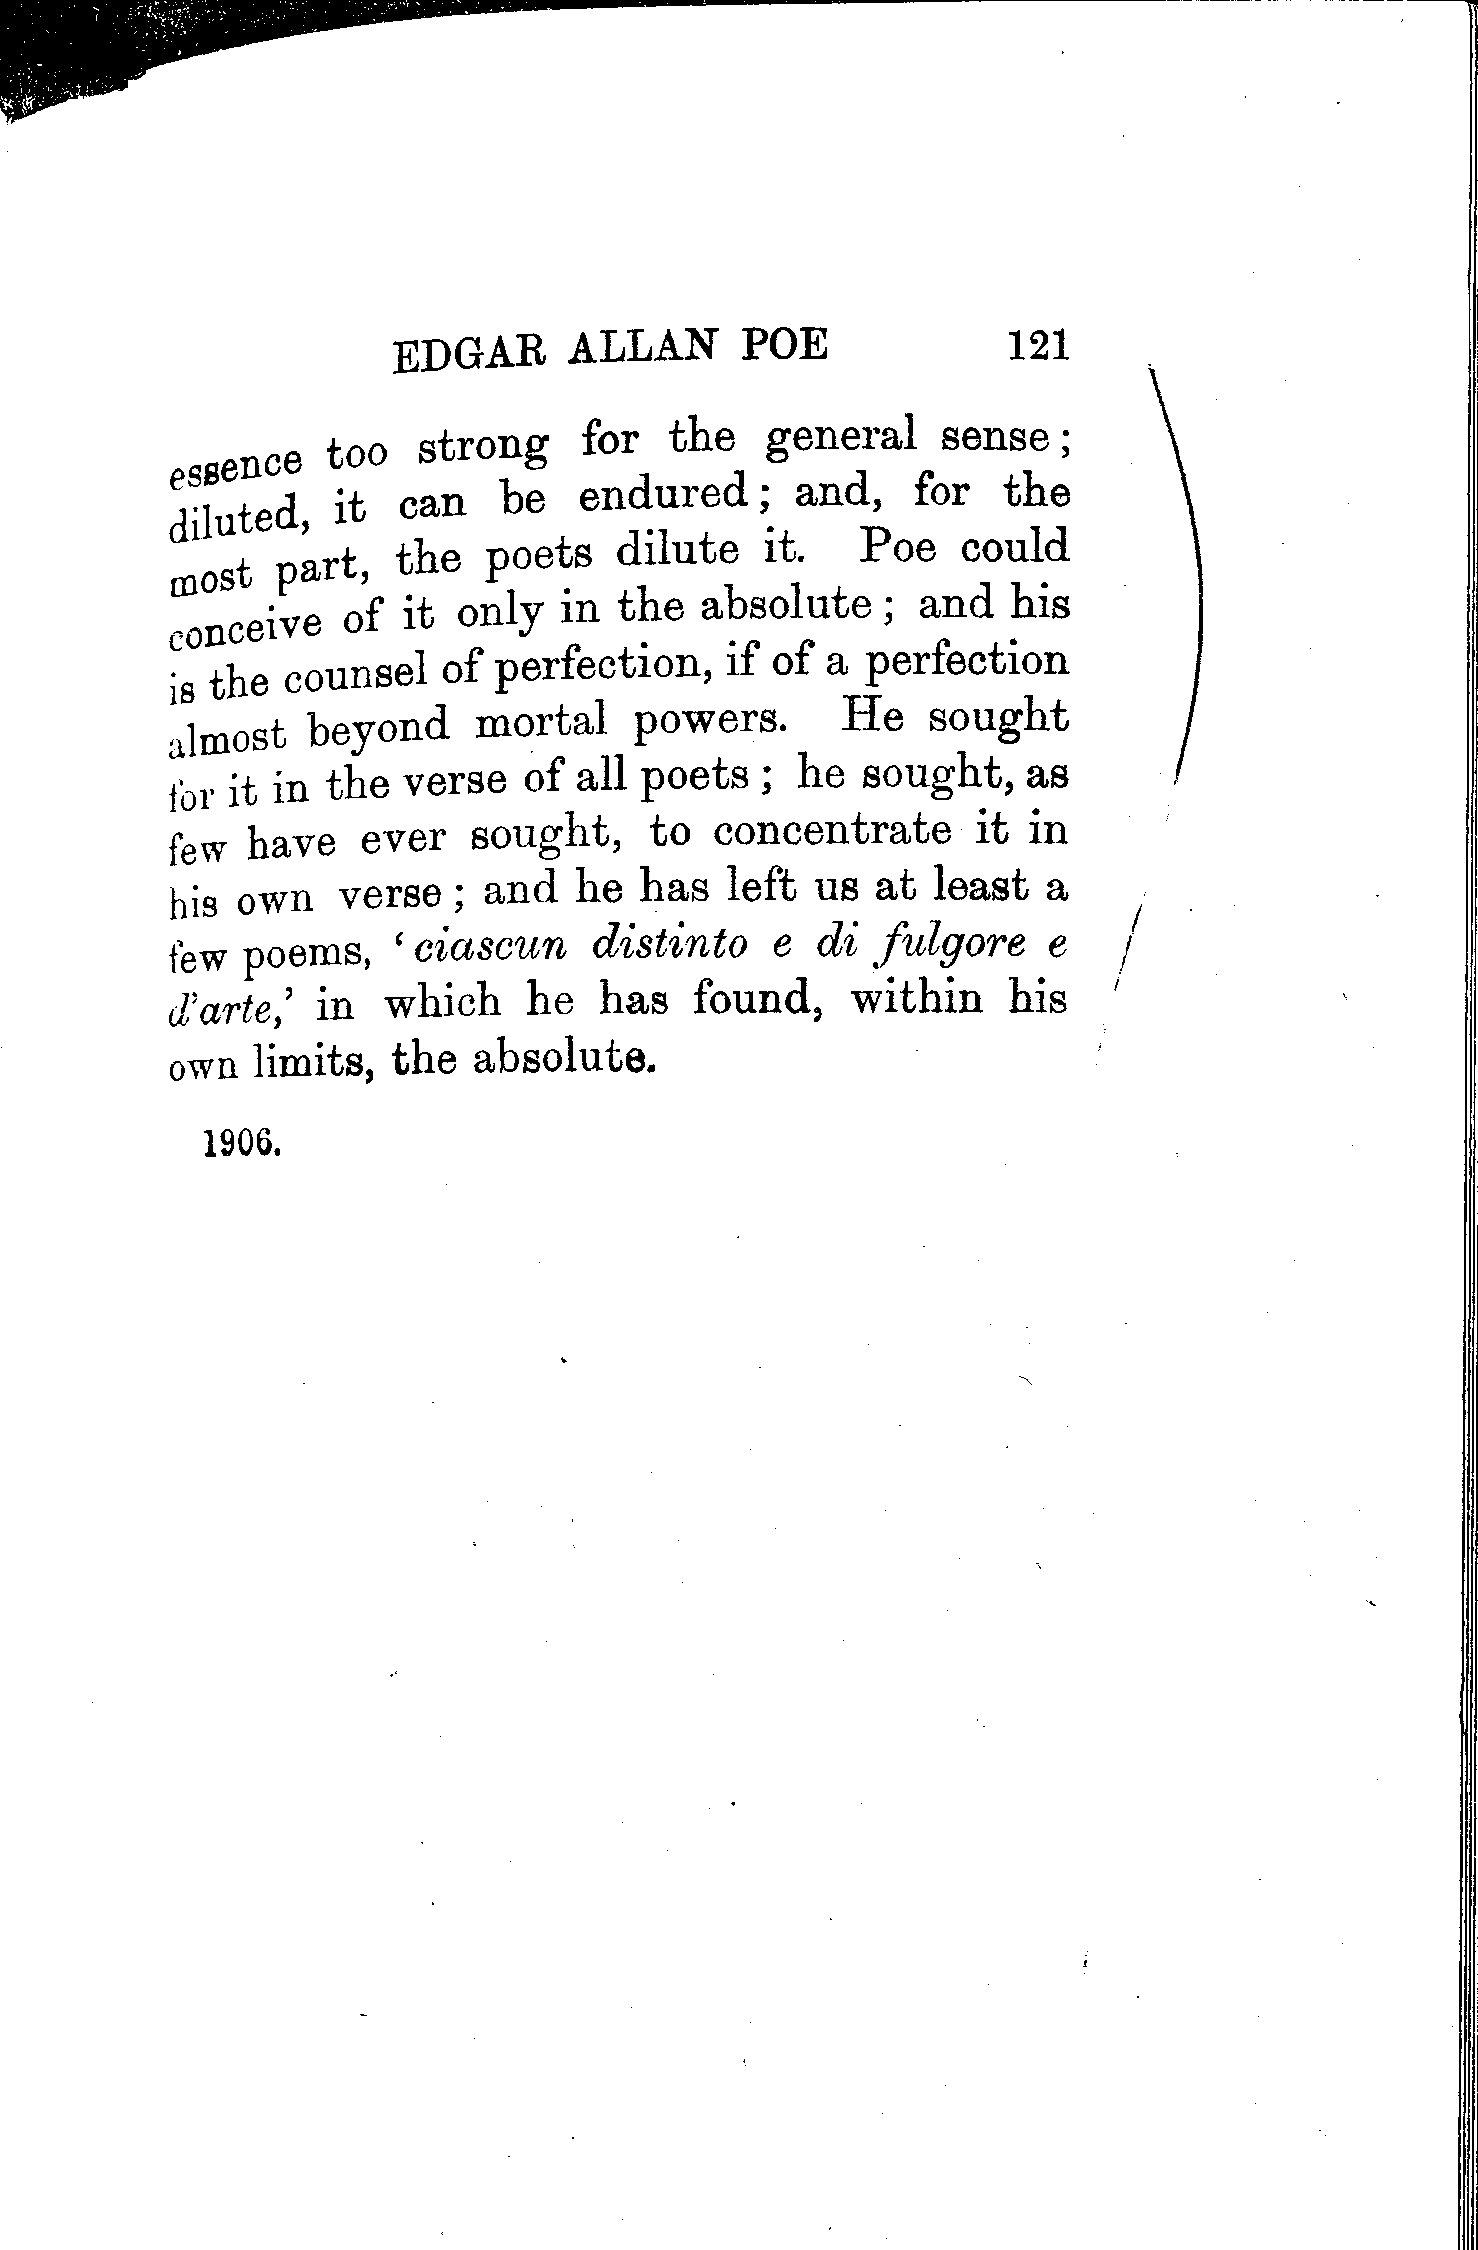 EDGAR ALLAN POE 121
essence too strong for the general sense;
diluted, it can be endured; and, for the
most part, the poets dilute it. Poe could
conceive of it only in the absolute; and his
is the counsel of perfection, if of a perfection
almost beyond mortal powers. He sought
for it in the verse of all poets; he sought, as
few have ever sought, to concentrate it in
his own verse; and he has left us at least a
few poems, ‘ciascun distinto e di fulgore e
d’arte,’ in which he has found, within his
own limits, the absolute.
1906.